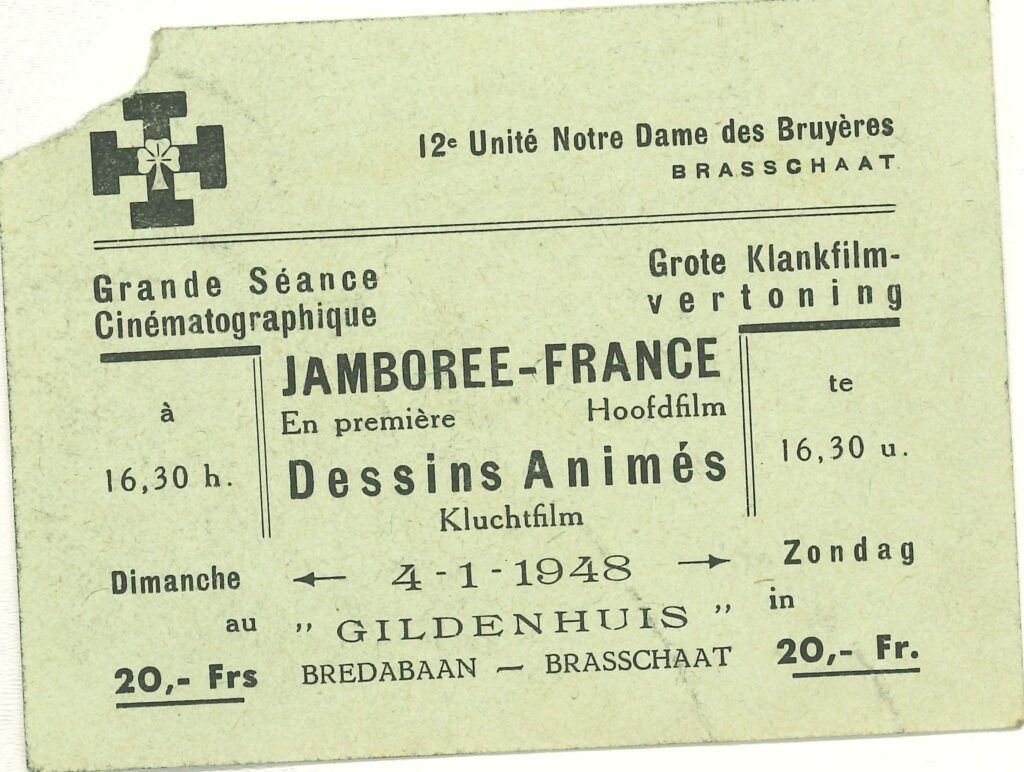 12e Unité Notre Dame des Bruyères
BRASSCHAAT
Grande Séance
Cinématographique
Grote Klankfilm-
vertoning
JAMBOREE-FRANCE
En première Hoofdfilm
Dessins Animés
Kluchtfilm
à
16,30 h.
te
16,30 u.
Dimanche ← 4-1-1948 → Zondag
au " GILDENHUIS " in
20,- Frs BREDABAAN — BRASSCHAAT 20,- Fr.